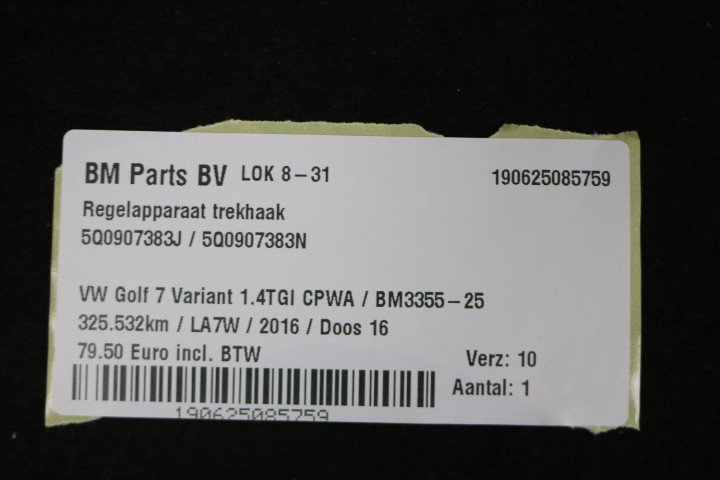 BM Parts BV LOK 8-31 190625085759
Regelapparaat trekhaak
5Q0907383J / 5Q0907383N
VW Golf 7 Variant 1.4TGI CPWA / BM3355-25
325.532km / LA7W / 2016 / Doos 16
79.50 Euro incl. BTW Verz: 10
Aantal: 1
190625085759